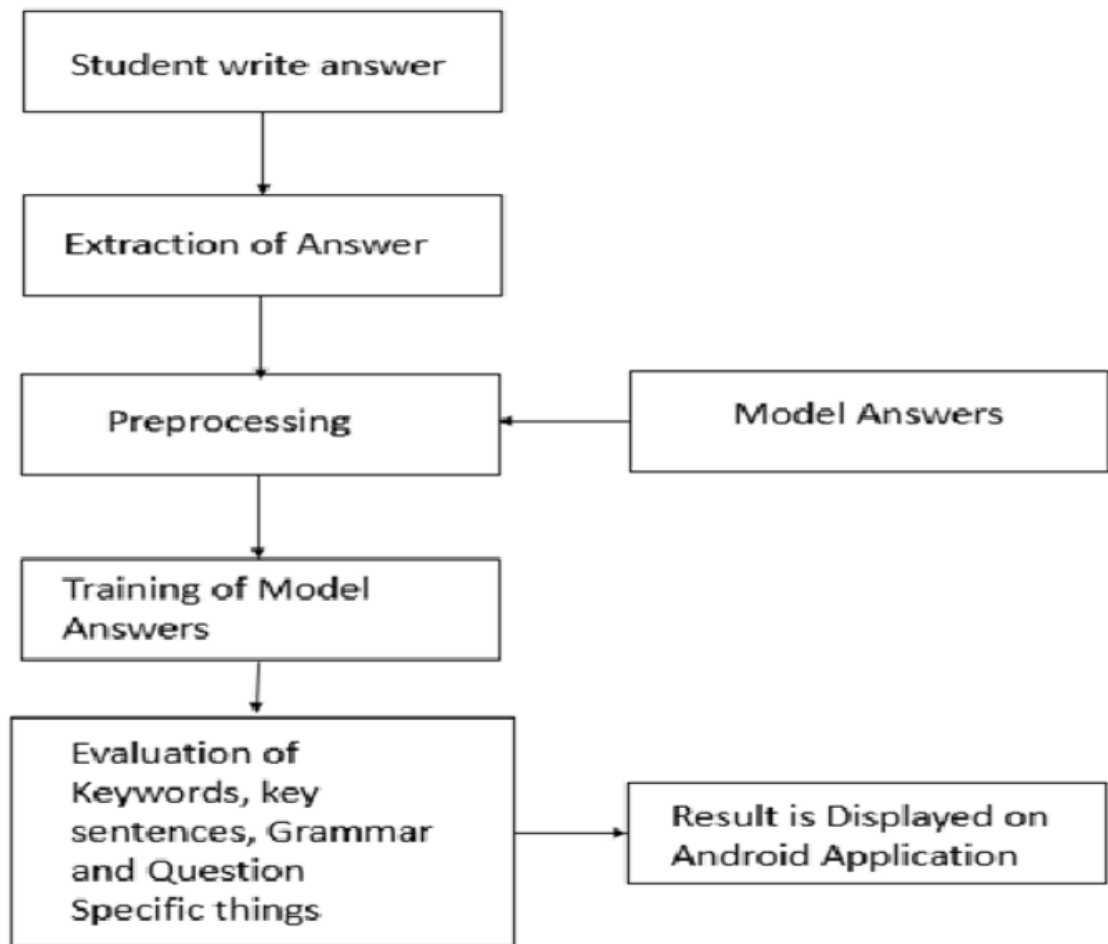 Student write answer
Extraction of Answer
Preprocessing
Model Answers
Training of Model
Answers
Evaluation of
Keywords, key
sentences, Grammar
and Question
Specific things
Result is Displayed on
Android Application